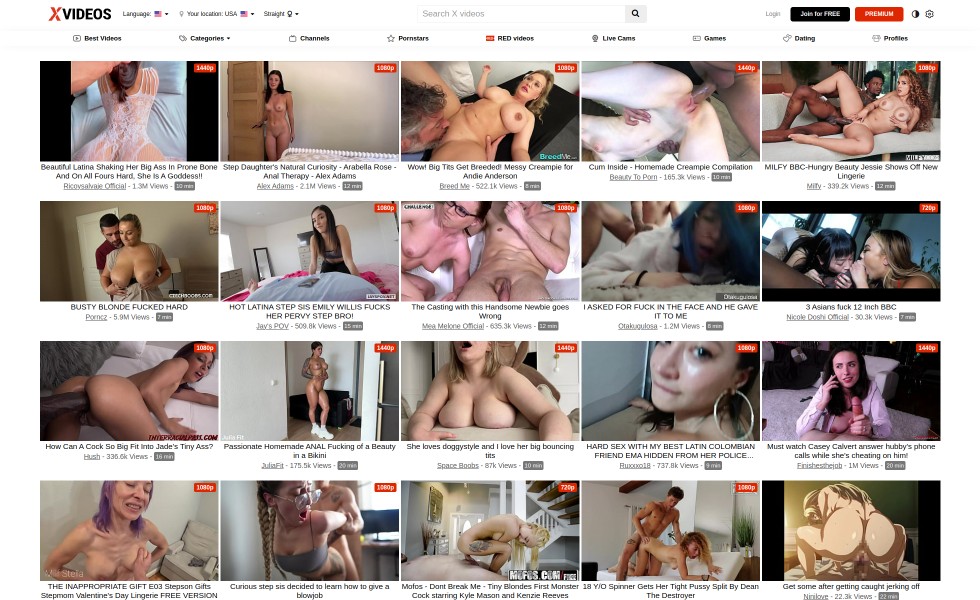 XVIDEOS
Language:
Your location: USA
Straight
Search X videos
Login
Join for FREE
PREMIUM
Best Videos
Categories
Channels
Pornstars
RED videos
Live Cams
Games
Dating
Profiles
1440p
1080p
1080p
BreedMe
1440p
1080p
MILFY.COM
Beautiful Latina Shaking Her Big Ass In Prone Bone
And On All Fours Hard, She Is A Goddess!!
Ricoysalvaje Official - 1.3M Views - 10 min
Step Daughter's Natural Curiosity - Arabella Rose -
Anal Therapy - Alex Adams
Alex Adams - 2.1M Views - 12 min
Wow! Big Tits Get Breeded! Messy Creampie for
Andie Anderson
Breed Me - 522.1k Views - 8 min
Cum Inside - Homemade Creampie Compilation
Beauty To Porn - 165.3k Views - 10 min
MILFY BBC-Hungry Beauty Jessie Shows Off New
Lingerie
Milfy - 339.2k Views - 12 min
1080p
1080p
CHALLENGE
1080p
1080p
Otakugulosa
720p
BUSTY BLONDE FUCKED HARD
Porncz - 5.9M Views - 7 min
HOT LATINA STEP SIS EMILY WILLIS FUCKS
HER PERVY STEP BRO!
Jay's POV - 509.8k Views - 15 min
The Casting with this Handsome Newbie goes
Wrong
Mea Melone Official - 635.3k Views - 12 min
I ASKED FOR FUCK IN THE FACE AND HE GAVE
IT TO ME
Otakugulosa - 1.2M Views - 8 min
3 Asians fuck 12 Inch BBC
Nicole Doshi Official - 30.3k Views - 7 min
1080p
INTERRACIALPASS.COM
1440p
1440p
1080p
1440p
How Can A Cock So Big Fit Into Jade's Tiny Ass?
Hush - 336.6k Views - 16 min
Passionate Homemade ANAL Fucking of a Beauty
in a Bikini
JuliaFit - 175.5k Views - 20 min
She loves doggystyle and I love her big bouncing
tits
Space Boobs - 87k Views - 10 min
HARD SEX WITH MY BEST LATIN COLOMBIAN
FRIEND EMA HIDDEN FROM HER POLICE...
Ruxxxo18 - 737.8k Views - 9 min
Must watch Casey Calvert answer hubby's phone
calls while she's cheating on him!
Finishesthejob - 1M Views - 20 min
1080p
1080p
720p
MOFOS.COM
1080p
THE INAPPROPRIATE GIFT E03 Stepson Gifts
Stepmom Valentine's Day Lingerie FREE VERSION
Curious step sis decided to learn how to give a
blowjob
Mofos - Dont Break Me - Tiny Blondes First Monster
Cock starring Kyle Mason and Kenzie Reeves
18 Y/O Spinner Gets Her Tight Pussy Split By Dean
The Destroyer
Get some after getting caught jerking off
Ninilove - 22.3k Views - 22 min